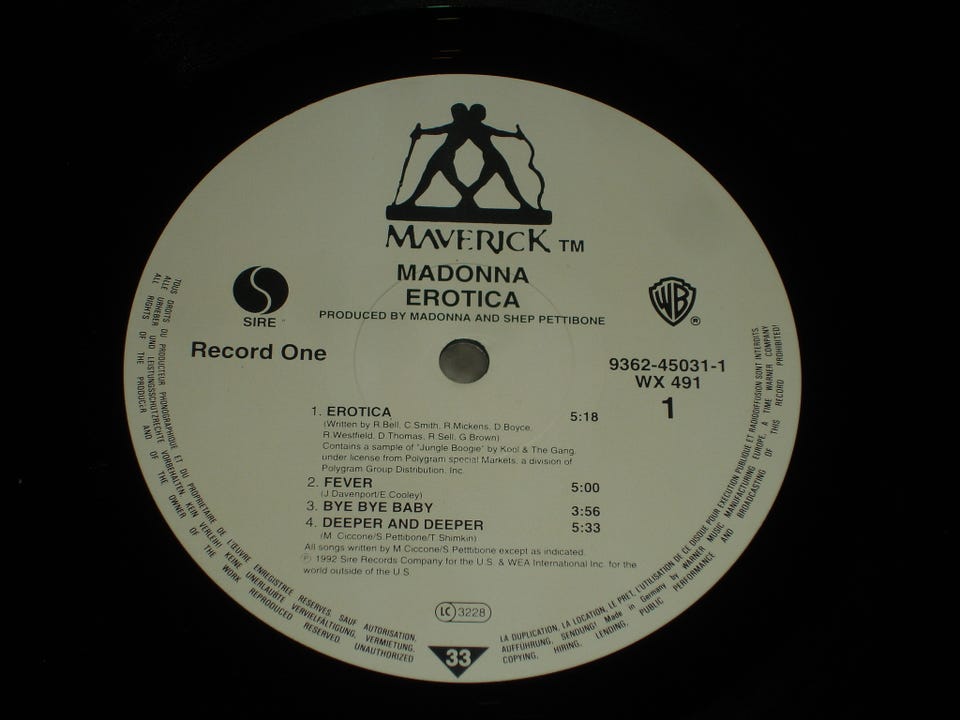 MAVERICK TM
MADONNA
EROTICA
PRODUCED BY MADONNA AND SHEP PETTIBONE
SIRE
WB ®
Record One
9362-45031-1
WX 491
1
1. EROTICA 5:18
(Written by R.Bell, C.Smith, R.Mickens, D.Boyce,
R.Westfield, D.Thomas, R.Sell, G Brown)
Contains a sample of "Jungle Boogie" by Kool & The Gang,
under license from Polygram special Markets, a division of
Polygram Group Distribution, Inc.
2. FEVER 5:00
(J.Davenport/E.Cooley)
3. BYE BYE BABY 3:56
4. DEEPER AND DEEPER 5:33
(M. Ciccone/S.Pettibone/T Shimkin)
All songs written by M.Ciccone/S.Petttibone except as indicated.
℗ 1992 Sire Records Company for the U.S. & WEA International Inc. for the
world outside of the U.S
LC 3228
33
TOUS DROITS DU PRODUCTEUR PHONOGRAPHIQUE ET DU PROPRIETAIRE DE L'ŒUVRE ENREGISTREE RESERVES. SAUF AUTORISATION,
LA DUPLICATION, LA LOCATION, LE PRET, L'UTILISATION DE CE DISQUE POUR EXECUTION PUBLIQUE ET RADIODIFFUSION SONT INTERDITS.
ALLE URHEBER UND LEISTUNGSSCHUTZRECHTE VORBEHALTEN. KEIN VERLEIH! KEINE UNERLAUBTE VERVIELFÄLTIGUNG, VERMIETUNG,
AUFFÜHRUNG, SENDUNG! Made in Germany by WARNER MUSIC MANUFACTURING EUROPE, A TIME WARNER COMPANY
ALL RIGHTS OF THE PRODUCER AND OF THE OWNER OF THE WORK REPRODUCED RESERVED. UNAUTHORIZED
COPYING, HIRING, LENDING, PUBLIC PERFORMANCE AND BROADCASTING OF THIS RECORD PROHIBITED!